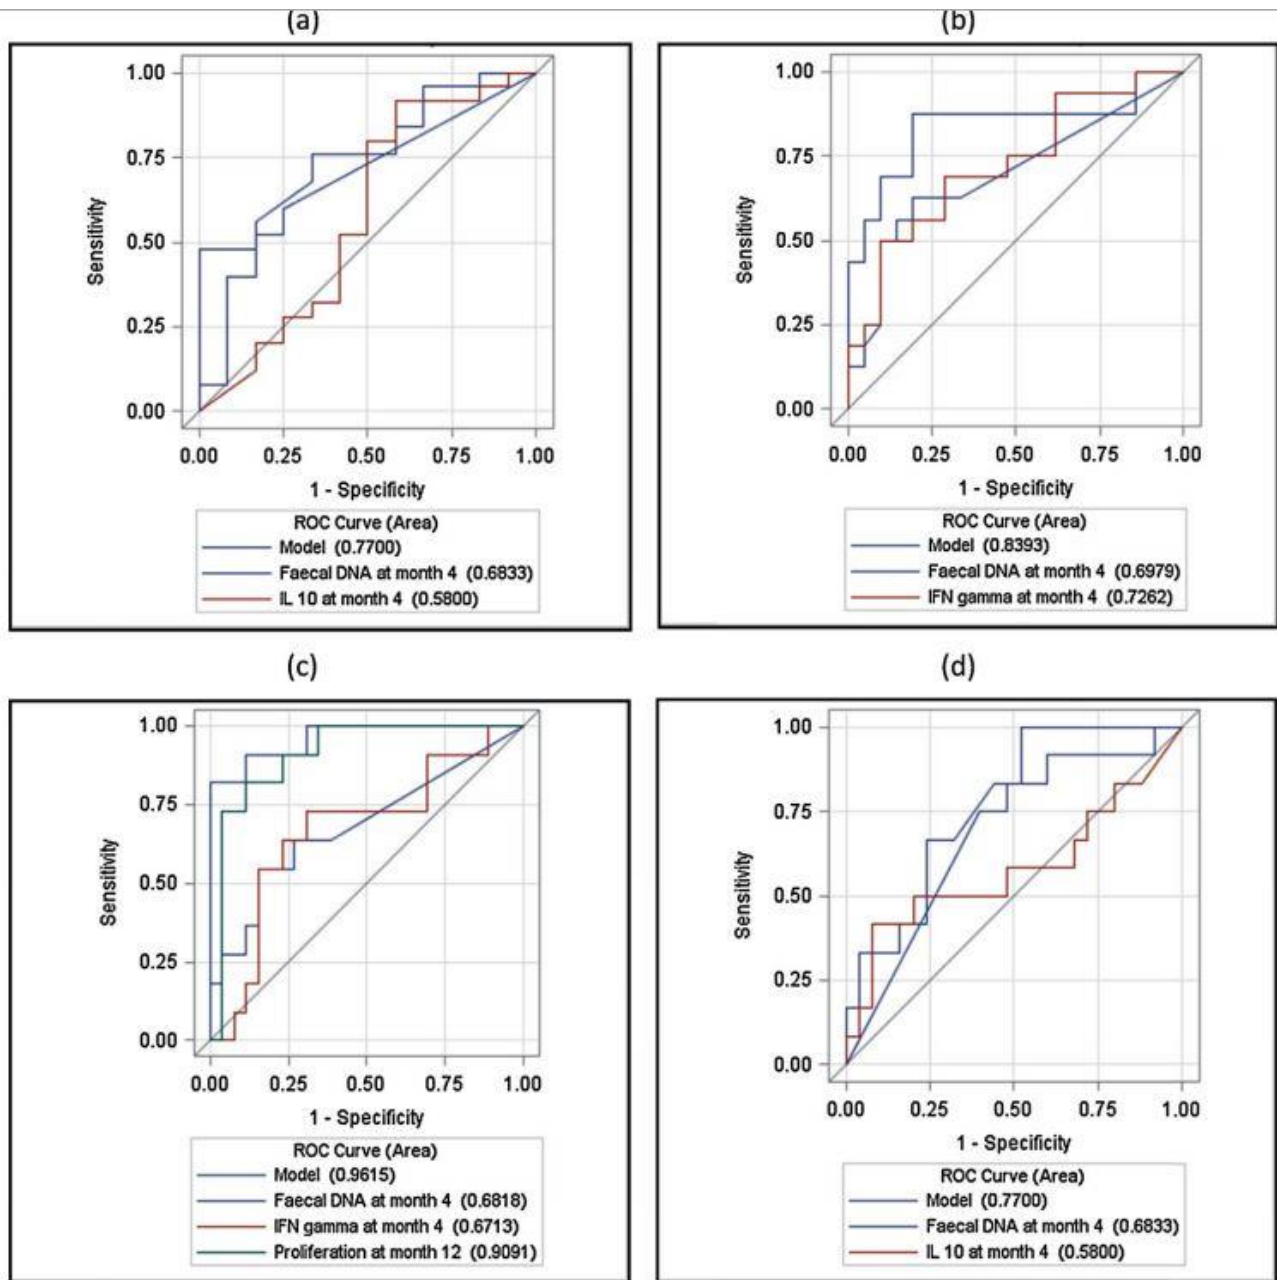 (a)
1.00
0.75
0.50
0.25
0.00
Sensitivity
0.00 0.25 0.50 0.75 1.00
1 - Specificity
ROC Curve (Area)
Model (0.7700)
Faecal DNA at month 4 (0.6833)
IL 10 at month 4 (0.5800)
(b)
1.00
0.75
0.50
0.25
0.00
Sensitivity
0.00 0.25 0.50 0.75 1.00
1 - Specificity
ROC Curve (Area)
Model (0.8393)
Faecal DNA at month 4 (0.6979)
IFN gamma at month 4 (0.7262)
(c)
1.00
0.75
0.50
0.25
0.00
Sensitivity
0.00 0.25 0.50 0.75 1.00
1 - Specificity
ROC Curve (Area)
Model (0.9615)
Faecal DNA at month 4 (0.6818)
IFN gamma at month 4 (0.6713)
Proliferation at month 12 (0.9091)
(d)
1.00
0.75
0.50
0.25
0.00
Sensitivity
0.00 0.25 0.50 0.75 1.00
1 - Specificity
ROC Curve (Area)
Model (0.7700)
Faecal DNA at month 4 (0.6833)
IL 10 at month 4 (0.5800)